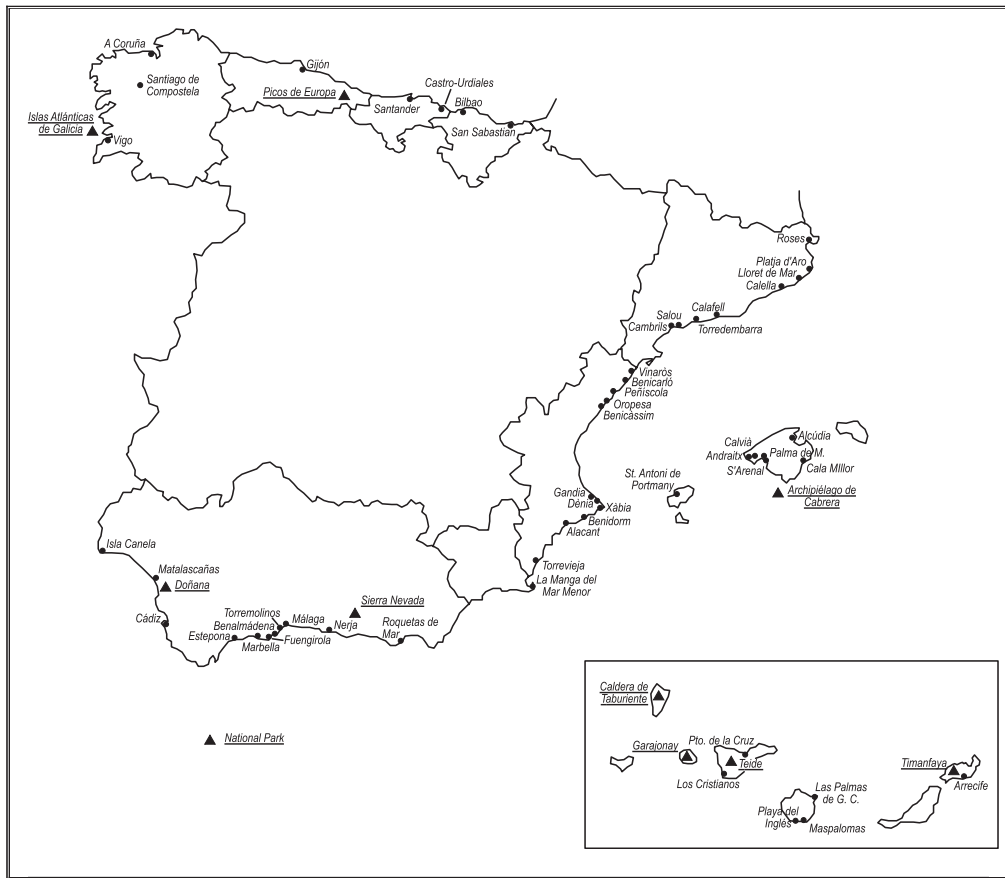 A Coruña
Santiago de
Compostela
Islas Atlánticas
de Galicia
Vigo
Gijón
Picos de Europa
Castro-Urdiales
Santander
Bilbao
San Sabastian
Roses
Platja d'Aro
Lloret de Mar
Calella
Calafell
Salou
Cambrils
Torredembarra
Vinaròs
Benicarló
Peñíscola
Oropesa
Benicàssim
Alcúdia
Calvià
Andraitx
Palma de M.
S'Arenal
Cala MIllor
Archipiélago de
Cabrera
St. Antoni de
Portmany
Gandia
Dènia
Xàbia
Benidorm
Alacant
Torrevieja
La Manga del
Mar Menor
Isla Canela
Matalascañas
Doñana
Cádiz
Sierra Nevada
Torremolinos
Málaga
Benalmádena
Nerja
Roquetas de
Mar
Estepona
Fuengirola
Marbella
National Park
Caldera de
Taburiente
Garajonay
Pto. de la Cruz
Teide
Los Cristianos
Timanfaya
Arrecife
Las Palmas
de G. C.
Playa del
Inglés
Maspalomas